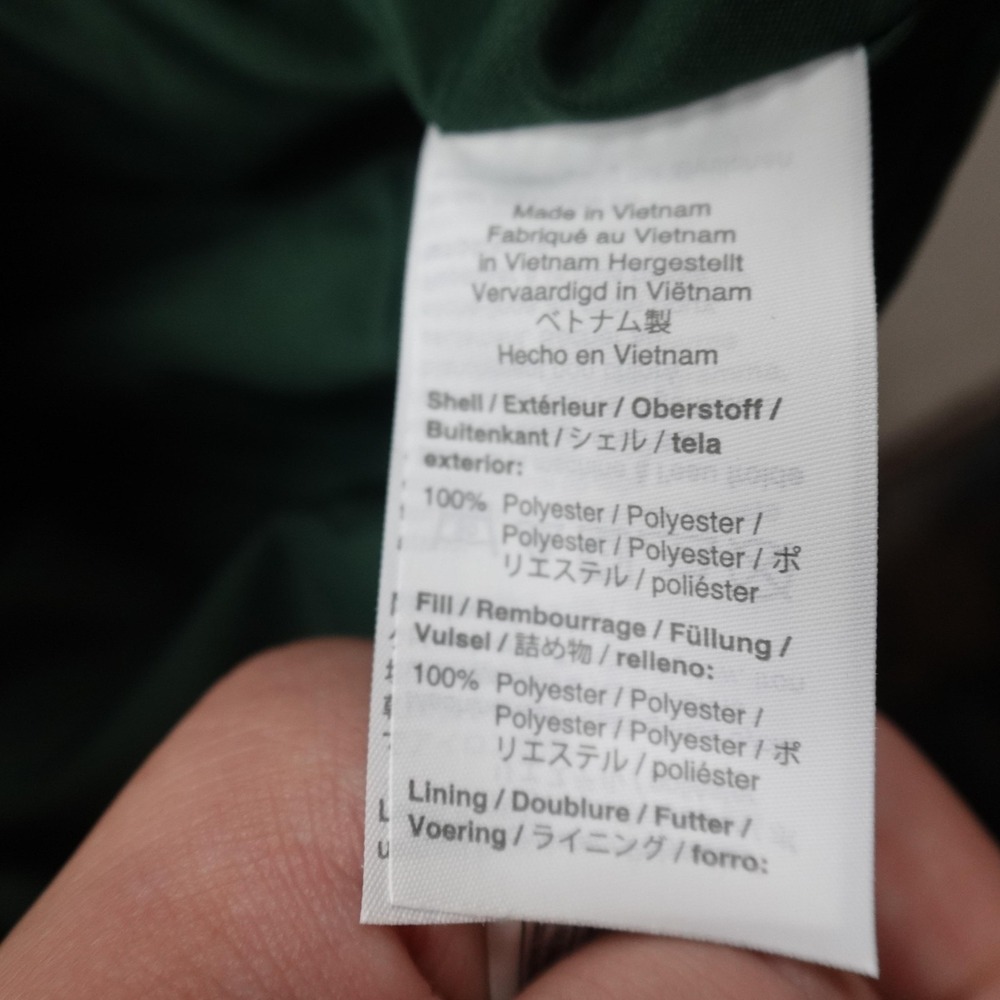 Made in Vietnam
Fabriqué au Vietnam
in Vietnam Hergestellt
Vervaardigd in Viëtnam
ベトナム製
Hecho en Vietnam
Shell / Extérieur / Oberstoff /
Buitenkant / シェル / tela
exterior:
100% Polyester / Polyester /
Polyester / Polyester / ポ
リエステル / poliéster
Fill / Rembourrage / Füllung /
Vulsel / 詰め物 / relleno:
100% Polyester / Polyester /
Polyester / Polyester / ポ
リエステル / poliéster
Lining / Doublure / Futter /
Voering / ライニング / forro: